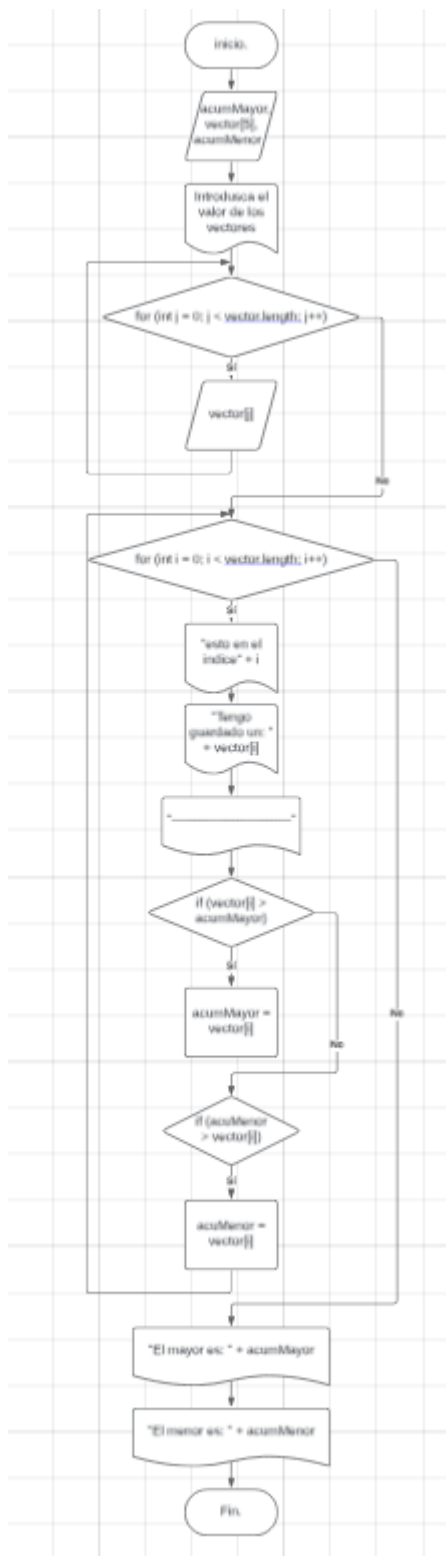 inicio.
acumMayor,
vector[5],
acumMenor
Introdusca el
valor de los
vectores
for (int j = 0; j < vector.length; j++)
si
vector[j]
No
for (int i = 0; i < vector.length; i++)
si
"esto en el
indice" + i
"Tengo
guardado un: "
+ vector[i]
"____________________"
if (vector[i] >
acumMayor)
si
acumMayor =
vector[i]
No
No
if (acuMenor
> vector[i])
si
acuMenor =
vector[i]
"El mayor es: " + acumMayor
"El menor es: " + acumMenor
Fin.